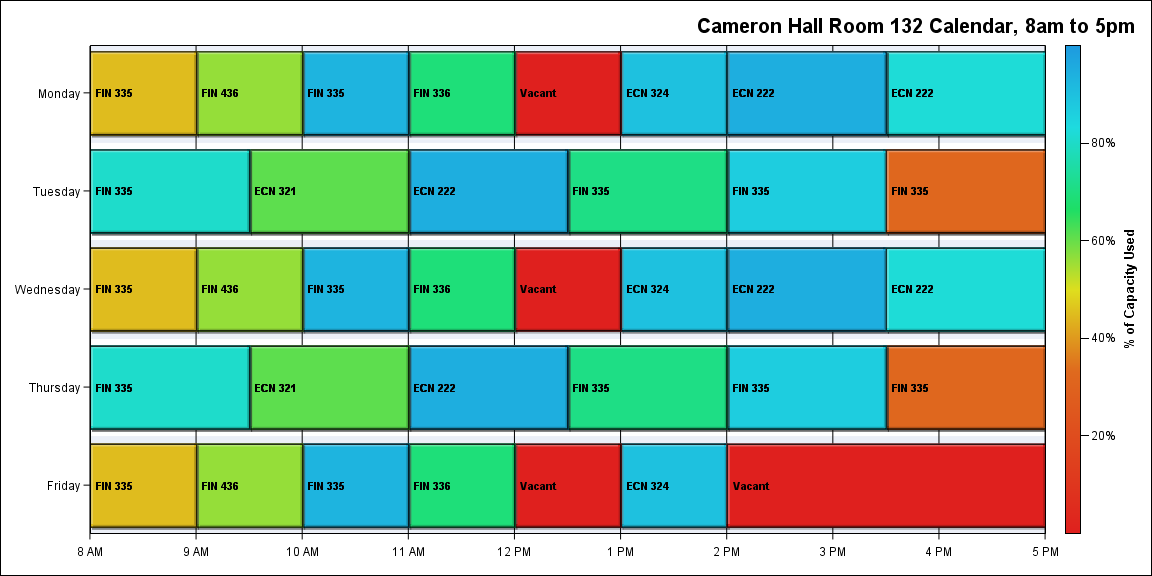 Cameron Hall Room 132 Calendar, 8am to 5pm
Monday
FIN 335
FIN 436
FIN 335
FIN 336
Vacant
ECN 324
ECN 222
ECN 222
Tuesday
FIN 335
ECN 321
ECN 222
FIN 335
FIN 335
FIN 335
Wednesday
FIN 335
FIN 436
FIN 335
FIN 336
Vacant
ECN 324
ECN 222
ECN 222
Thursday
FIN 335
ECN 321
ECN 222
FIN 335
FIN 335
FIN 335
Friday
FIN 335
FIN 436
FIN 335
FIN 336
Vacant
ECN 324
Vacant
8 AM
9 AM
10 AM
11 AM
12 PM
1 PM
2 PM
3 PM
4 PM
5 PM
80%
60%
40%
20%
% of Capacity Used